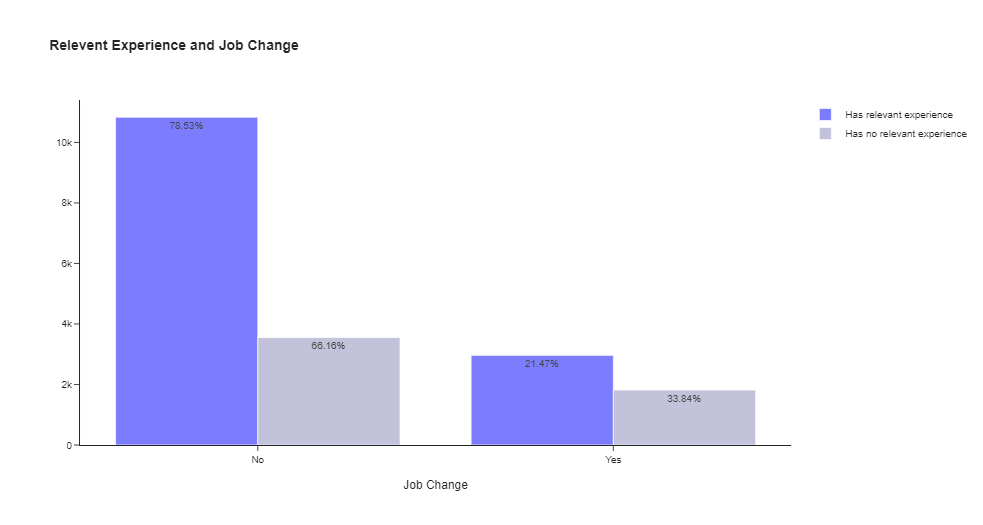 Relevent Experience and Job Change
Has relevant experience
Has no relevant experience
10k
8k
6k
4k
2k
0
78.53%
66.16%
21.47%
33.84%
No
Yes
Job Change